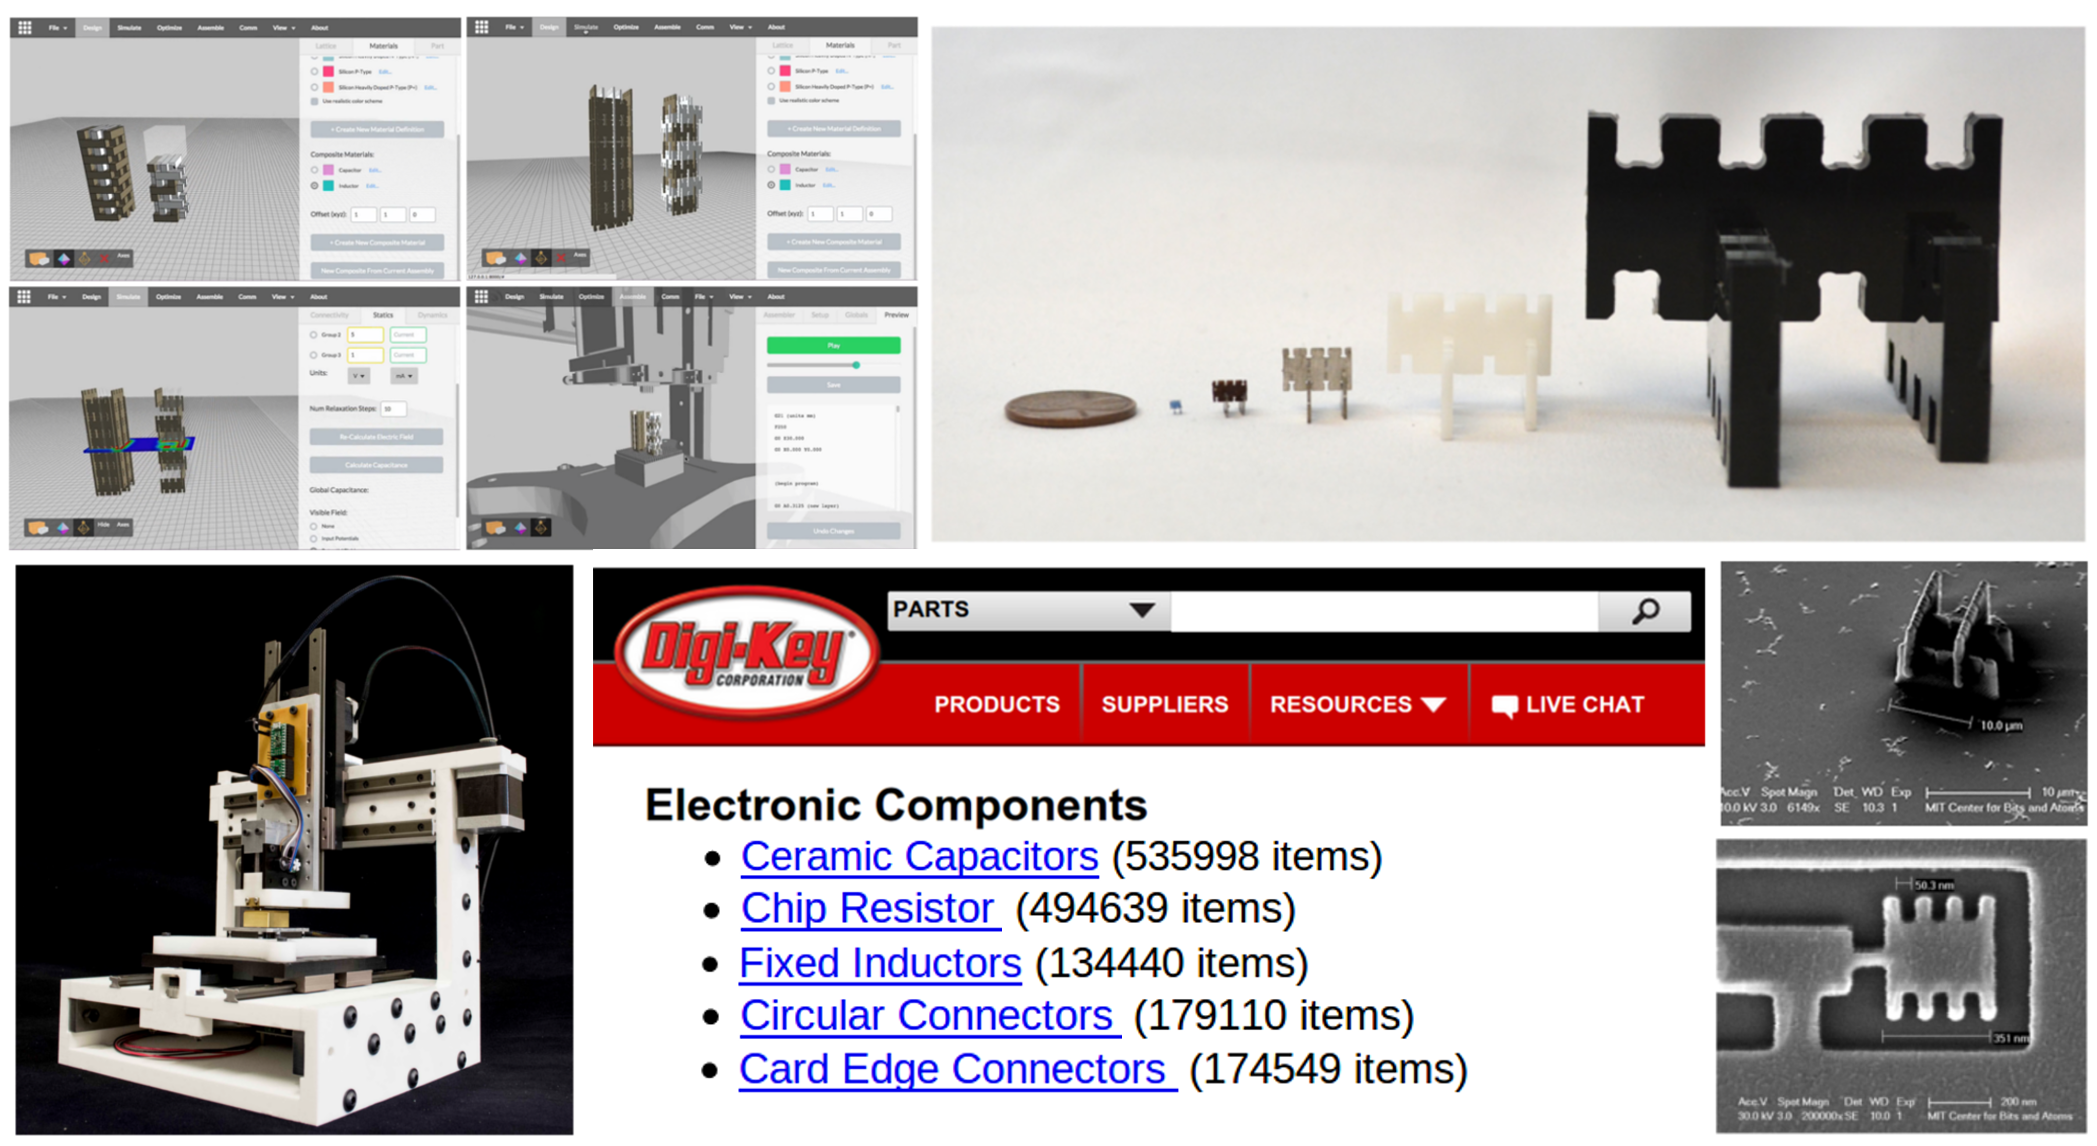 File Design Simulate Optimize Assemble Comm View About
Lattice Materials Part
Silicon P-Type Edit...
Silicon Heavily Doped P-Type (P+) Edit...
Use realistic color scheme
+ Create New Material Definition
Composite Materials:
Capacitor Edit...
Inductor Edit...
Offset (xyz): 1 1 0
+ Create New Composite Material
New Composite From Current Assembly
Axes
File Design Simulate Optimize Assemble Comm View About
Lattice Materials Part
Silicon P-Type Edit...
Silicon Heavily Doped P-Type (P+) Edit...
Use realistic color scheme
+ Create New Material Definition
Composite Materials:
Capacitor Edit...
Inductor Edit...
Offset (xyz): 1 1 0
+ Create New Composite Material
New Composite From Current Assembly
Axes
File Design Simulate Optimize Assemble Comm View About
Connectivity Statics Dynamics
5 Current
1 Current
Units: V mA
Num Relaxation Steps: 10
Re-Calculate Electric Field
Calculate Capacitance
Global Capacitance:
Visible Field:
None
Input Potentials
Hide Axes
Design Simulate Optimize Assemble Comm File View About
Assembler Setup Globals Preview
Play
Save
(begin program)
(new layer)
Undo Changes
Digi-Key
CORPORATION
PARTS
PRODUCTS SUPPLIERS RESOURCES LIVE CHAT
Electronic Components
Ceramic Capacitors (535998 items)
Chip Resistor (494639 items)
Fixed Inductors (134440 items)
Circular Connectors (179110 items)
Card Edge Connectors (174549 items)
10.0 µm
Acc.V Spot Magn Det WD Exp 10 µm
10.0 kV 3.0 6149x SE 10.3 1 MIT Center for Bits and Atoms
50.3 nm
351 nm
Acc.V Spot Magn Det WD Exp 200 nm
30.0 kV 3.0 200000x SE 10.0 1 MIT Center for Bits and Atoms